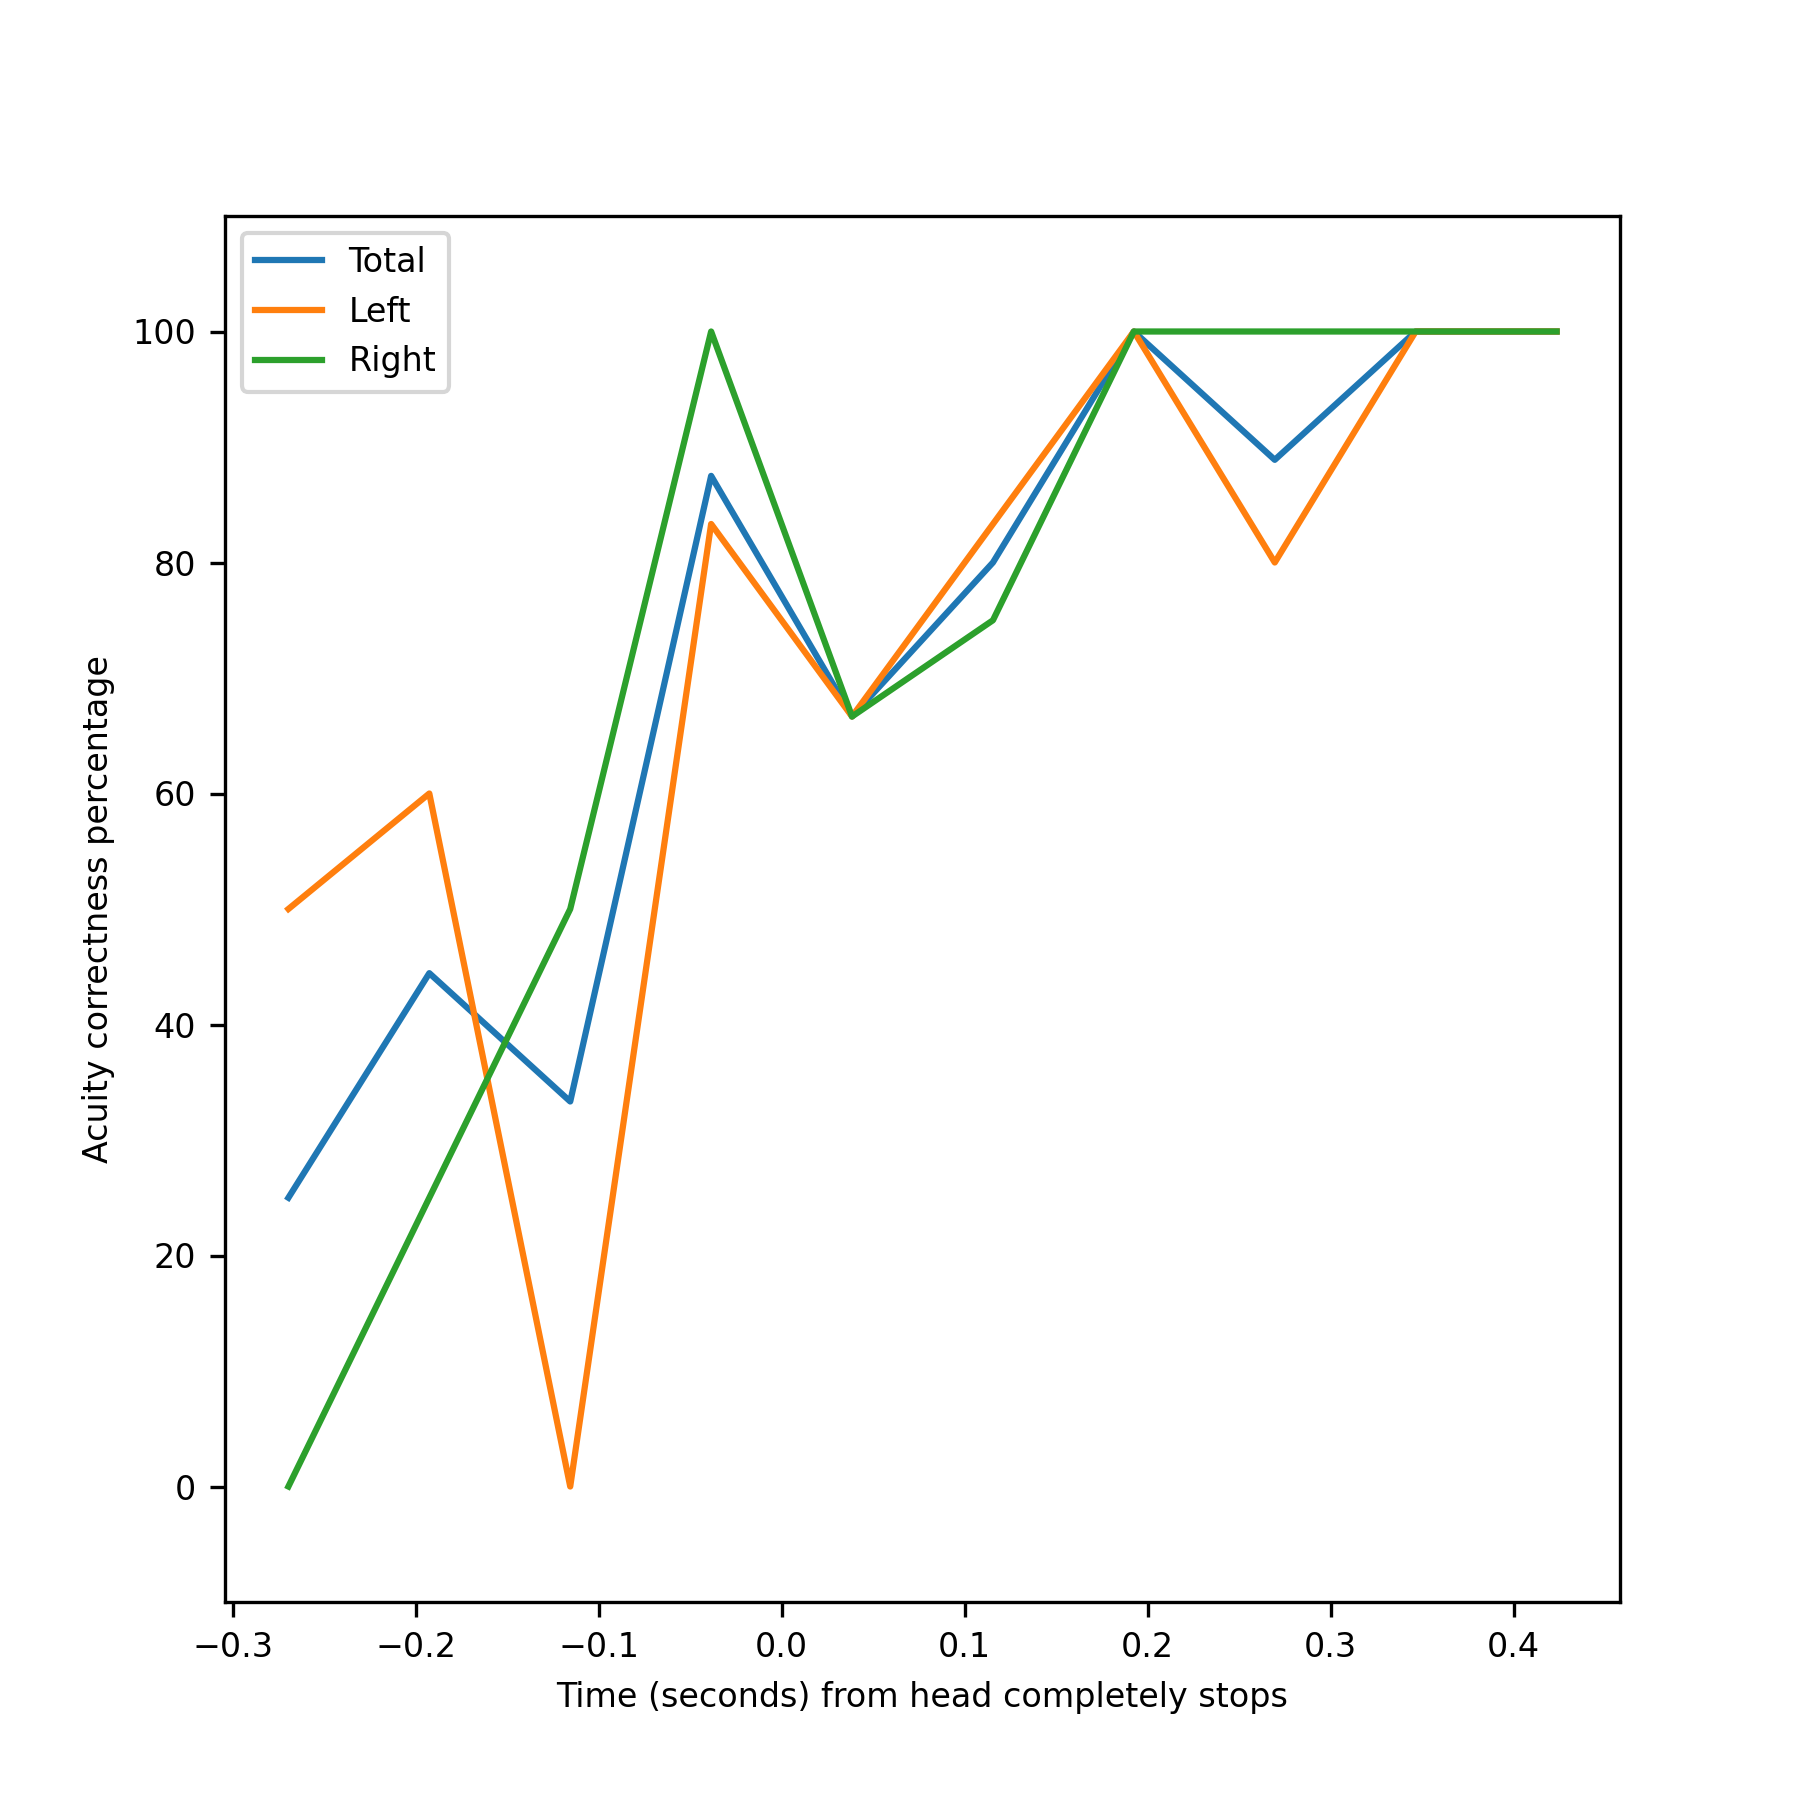 Total
Left
Right
100
80
60
40
20
0
Acuity correctness percentage
−0.3 −0.2 −0.1 0.0 0.1 0.2 0.3 0.4
Time (seconds) from head completely stops